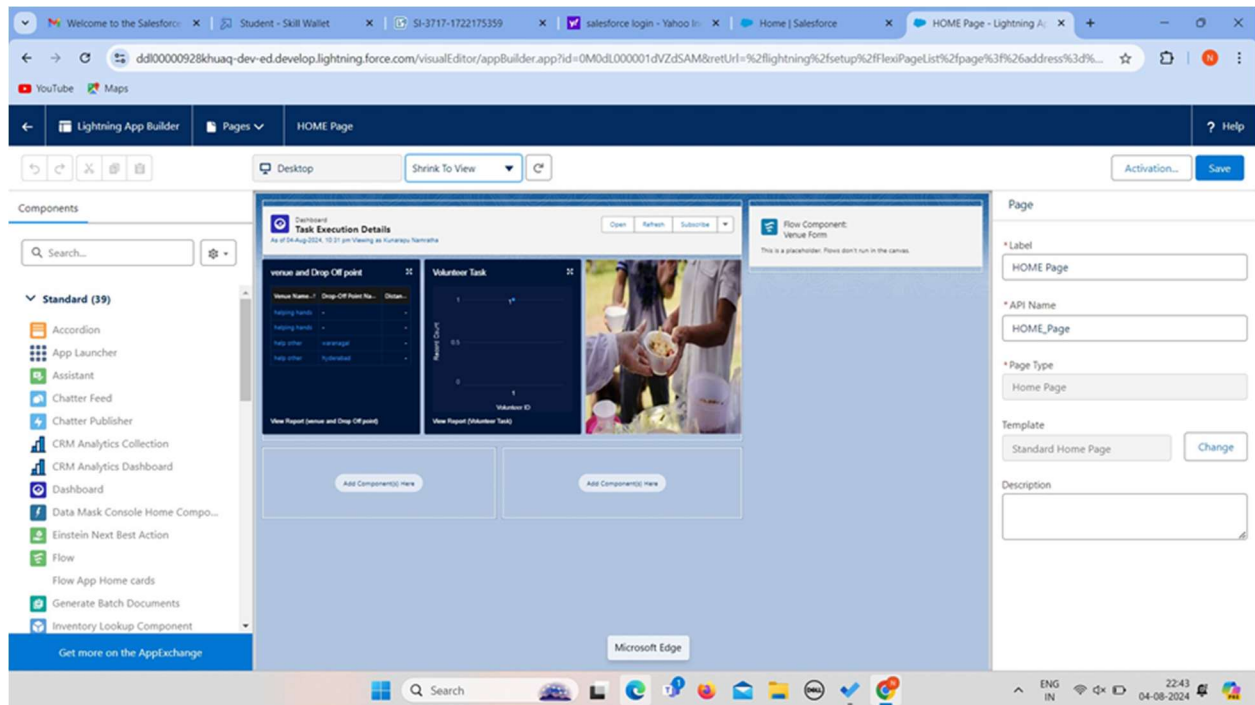 Welcome to the Salesforce
Student - Skill Wallet
SI-3717-1722175359
salesforce login - Yahoo In
Home | Salesforce
HOME Page - Lightning A
ddl00000928khuaq-dev-ed.develop.lightning.force.com/visualEditor/appBuilder.app?id=0M0dL000001dVZdSAM&retUrl=%2flightning%2fsetup%2fFlexiPageList%2fpage%3f%26address%3d%...
N
YouTube
Maps
Lightning App Builder
Pages
HOME Page
? Help
Desktop
Shrink To View
Activation...
Save
Components
Search...
Standard (39)
Accordion
App Launcher
Assistant
Chatter Feed
Chatter Publisher
CRM Analytics Collection
CRM Analytics Dashboard
Dashboard
Data Mask Console Home Compo...
Einstein Next Best Action
Flow
Flow App Home cards
Generate Batch Documents
Inventory Lookup Component
Get more on the AppExchange
Dashboard
Task Execution Details
As of 04-Aug-2024, 10:31 pm Viewing as Kunarapu Namratha
Open
Refresh
Subscribe
venue and Drop Off point
Venue Name
Drop-Off Point Na...
Distan...
helping hands - -
helping hands - -
help other waranagal -
help other hyderabad -
View Report (venue and Drop Off point)
Volunteer Task
Record Count
1
0.5
0
1
1
Volunteer ID
View Report (Volunteer Task)
Add Component(s) Here
Add Component(s) Here
Flow Component:
Venue Form
This is a placeholder. Flows don't run in the canvas.
Page
* Label
HOME Page
* API Name
HOME_Page
* Page Type
Home Page
Template
Standard Home Page
Change
Description
Microsoft Edge
Search
DELL
ENG
IN
22:43
04-08-2024